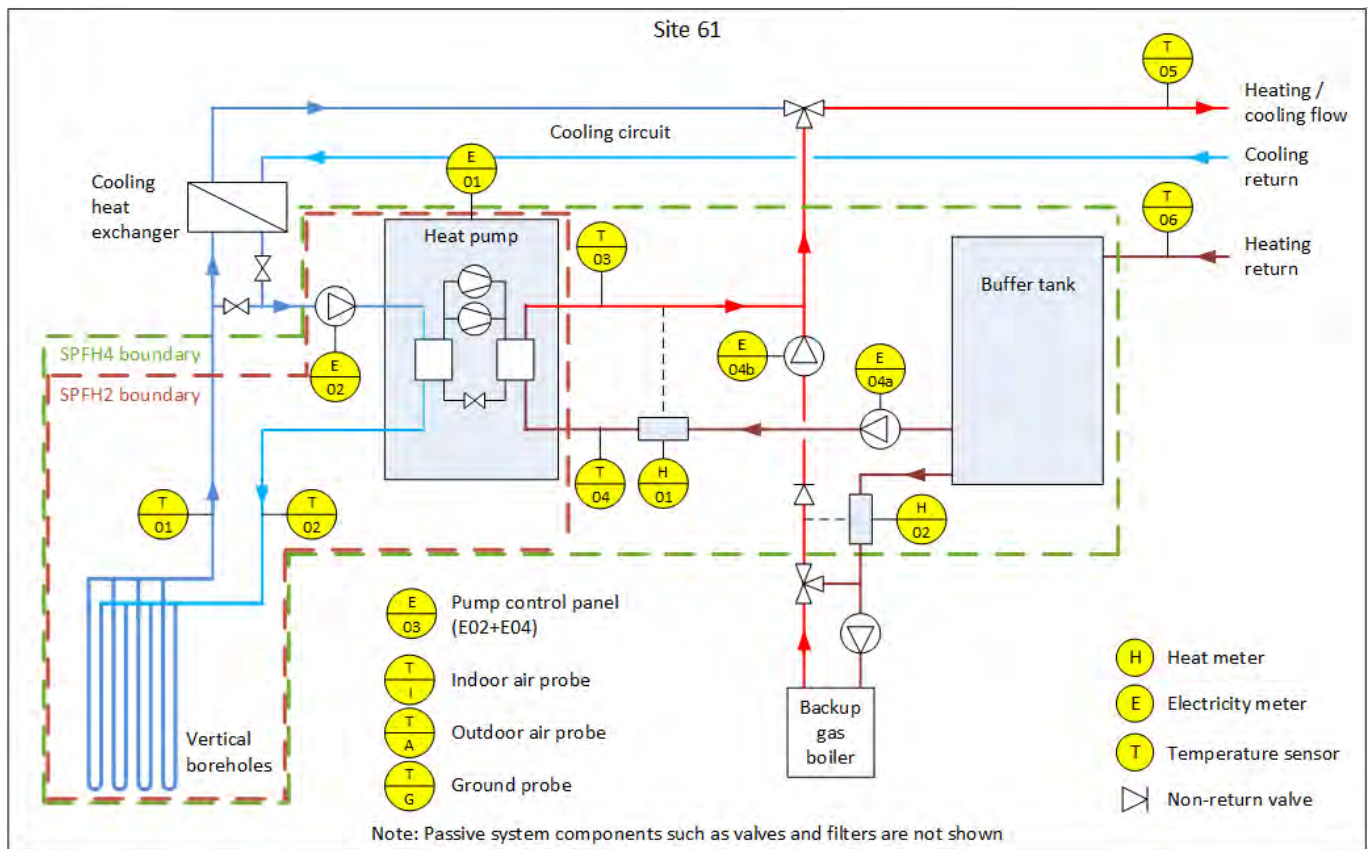 Site 61
T
05
Heating /
cooling flow
Cooling circuit
E
01
Cooling
return
Cooling
heat
exchanger
T
06
Heat pump
T
03
Heating
return
Buffer tank
SPFH4 boundary
E
04b
E
04a
E
02
SPFH2 boundary
T
04
H
01
T
01
T
02
H
02
E
03
Pump control panel
(E02+E04)
T
I
Indoor air probe
T
A
Outdoor air probe
T
G
Ground probe
Vertical
boreholes
Backup
gas
boiler
H
Heat meter
E
Electricity meter
T
Temperature sensor
Non-return valve
Note: Passive system components such as valves and filters are not shown